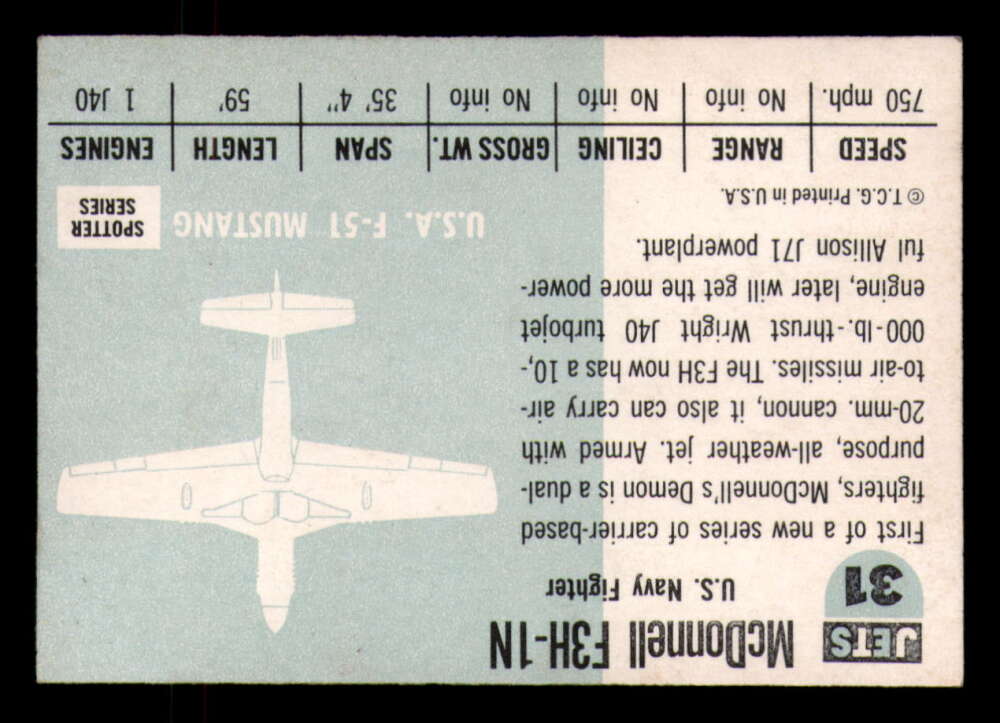 JETS
31
McDonnell F3H-1N
U.S. Navy Fighter
First of a new series of carrier-based
fighters, McDonnell's Demon is a dual-
purpose, all-weather jet. Armed with
20-mm. cannon, it also can carry air-
to-air missiles. The F3H now has a 10,-
000-lb.-thrust Wright J40 turbojet
engine, later will get the more power-
ful Allison J71 powerplant.
© T.C.G. Printed in U.S.A.
U.S.A. F-51 MUSTANG
SPOTTER
SERIES
SPEED RANGE CEILING GROSS WT. SPAN LENGTH ENGINES
750 mph. No info No info No info 35' 4" 59' 1 J40